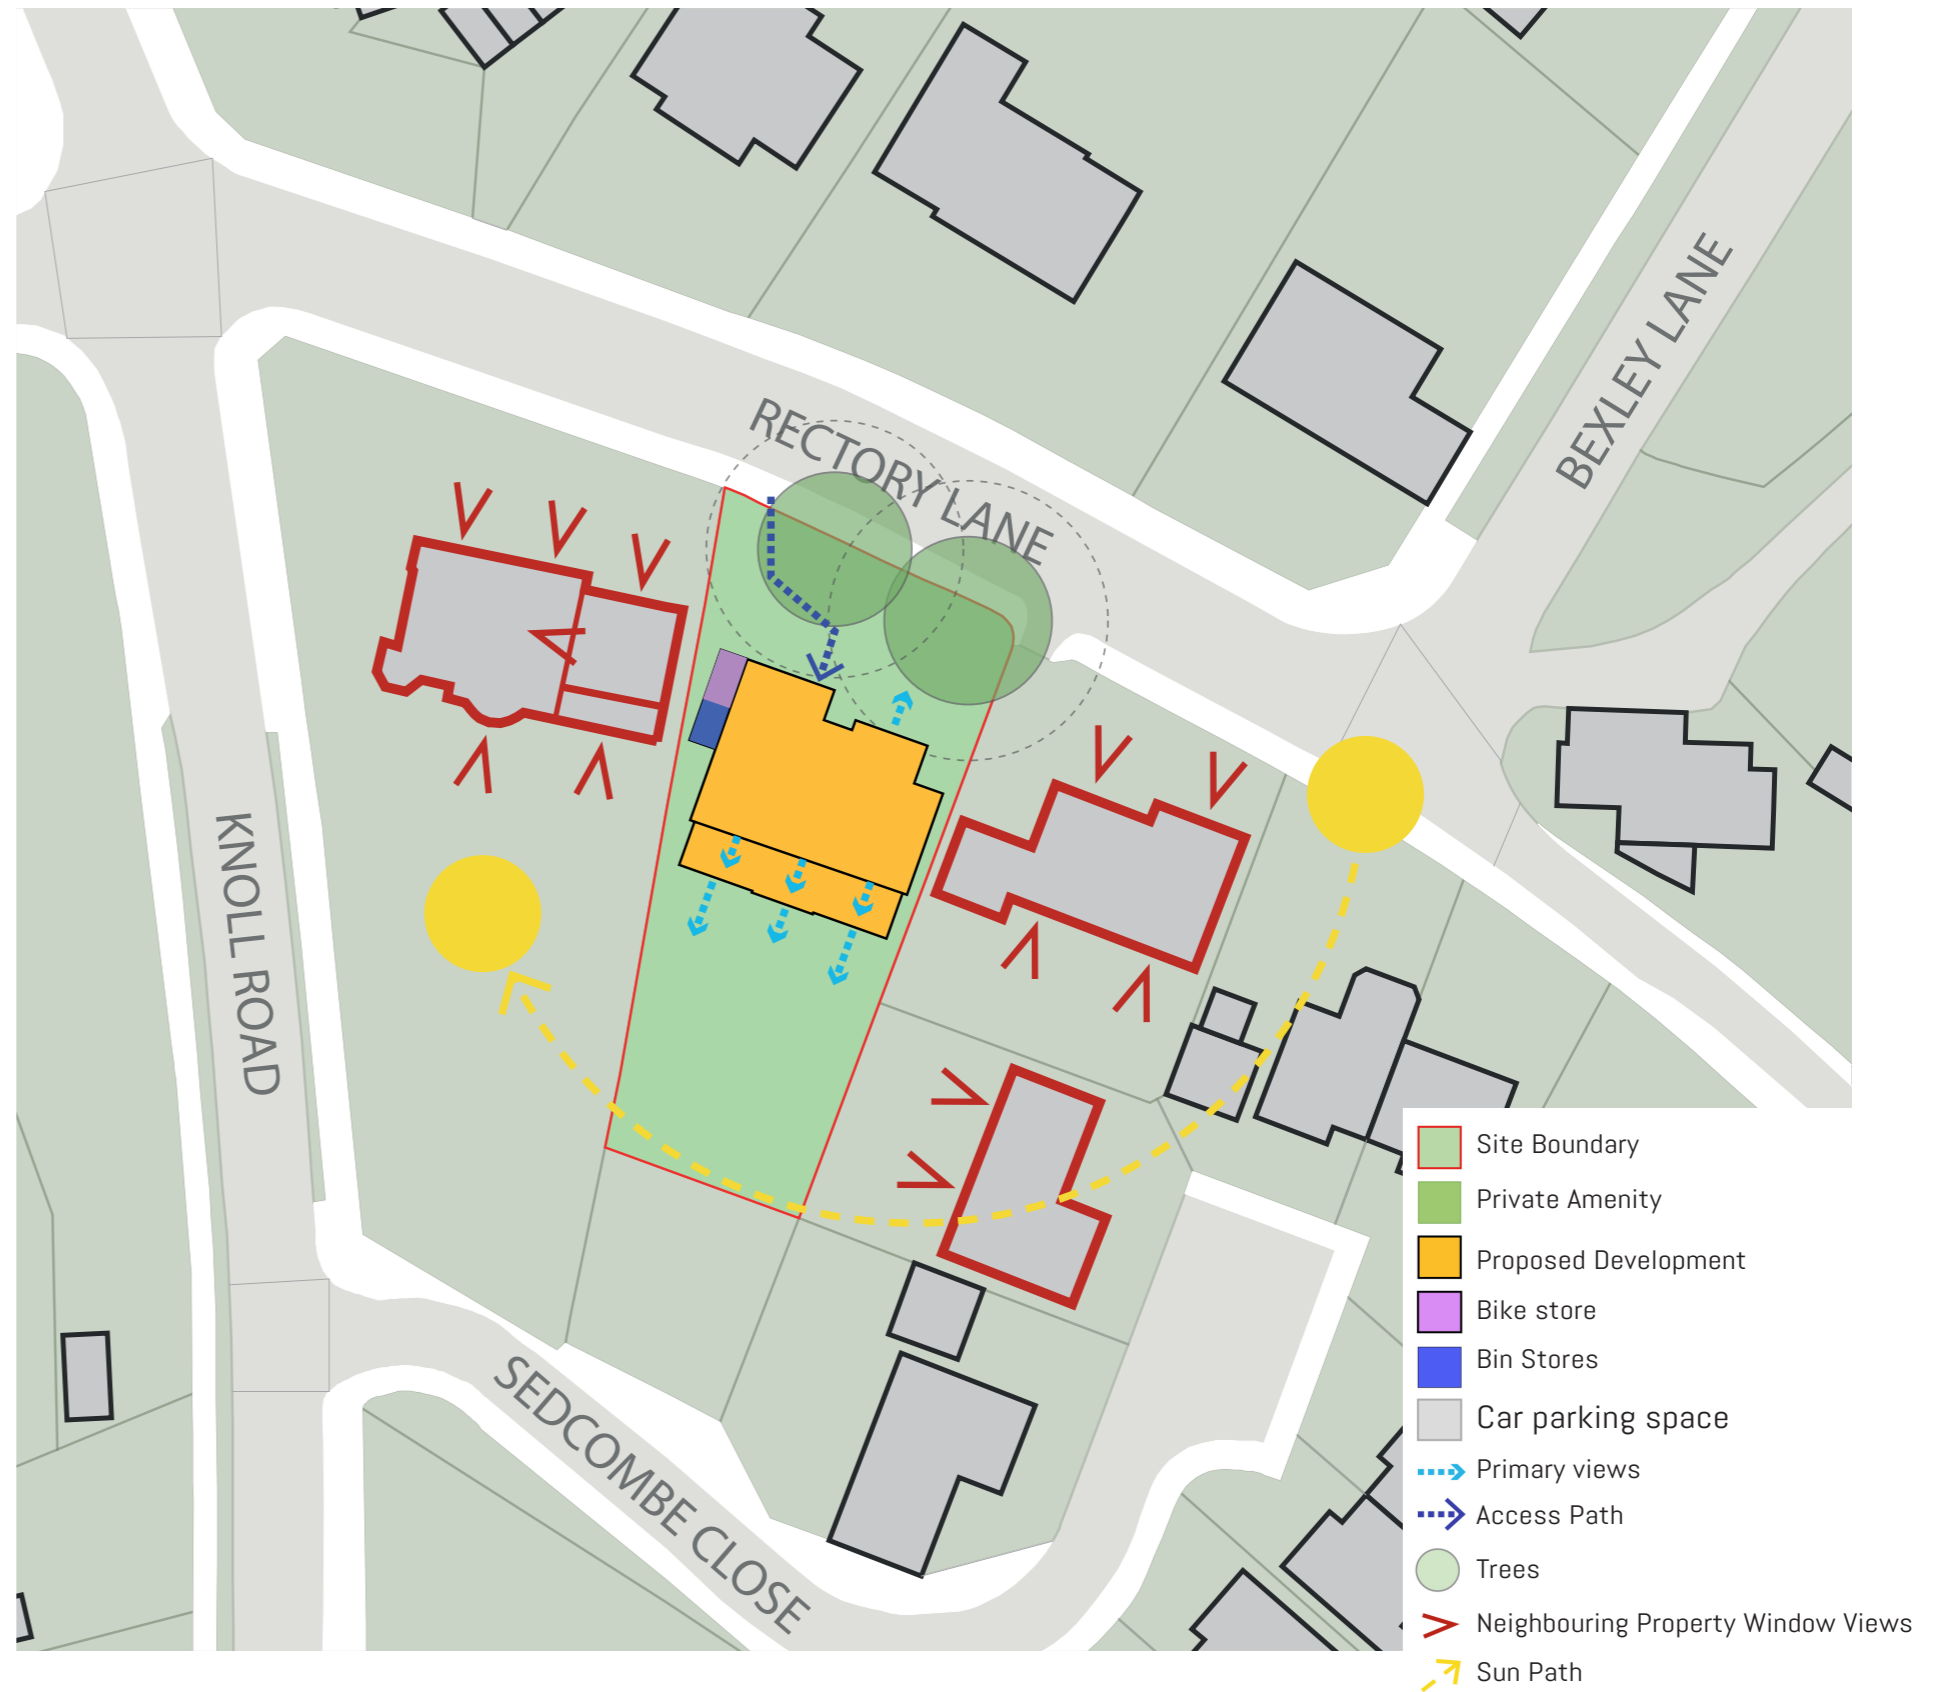 BEXLEY LANE
RECTORY LANE
KNOLL ROAD
SEDCOMBE CLOSE
Site Boundary
Private Amenity
Proposed Development
Bike store
Bin Stores
Car parking space
Primary views
Access Path
Trees
Neighbouring Property Window Views
Sun Path